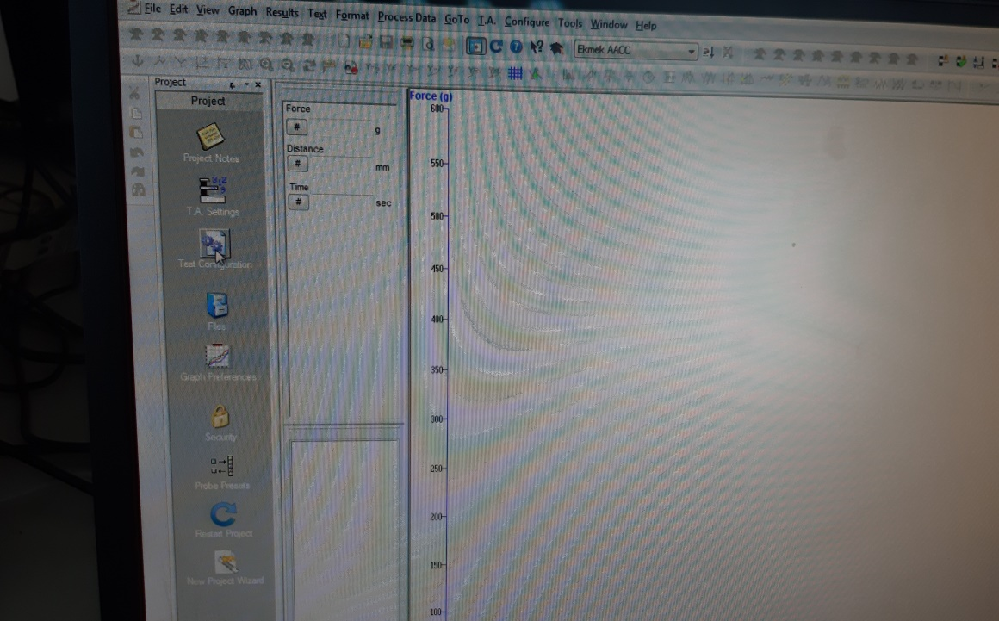 File Edit View Graph Results Text Format Process Data GoTo T.A. Configure Tools Window Help
Ekmek AACC
Project
Project
Project Notes
T.A. Settings
Test Configuration
Files
Graph Preferences
Security
Probe Presets
Restart Project
New Project Wizard
Force
#
g
Distance
#
mm
Time
#
sec
Force (g)
600
550
500
450
400
350
300
250
200
150
100